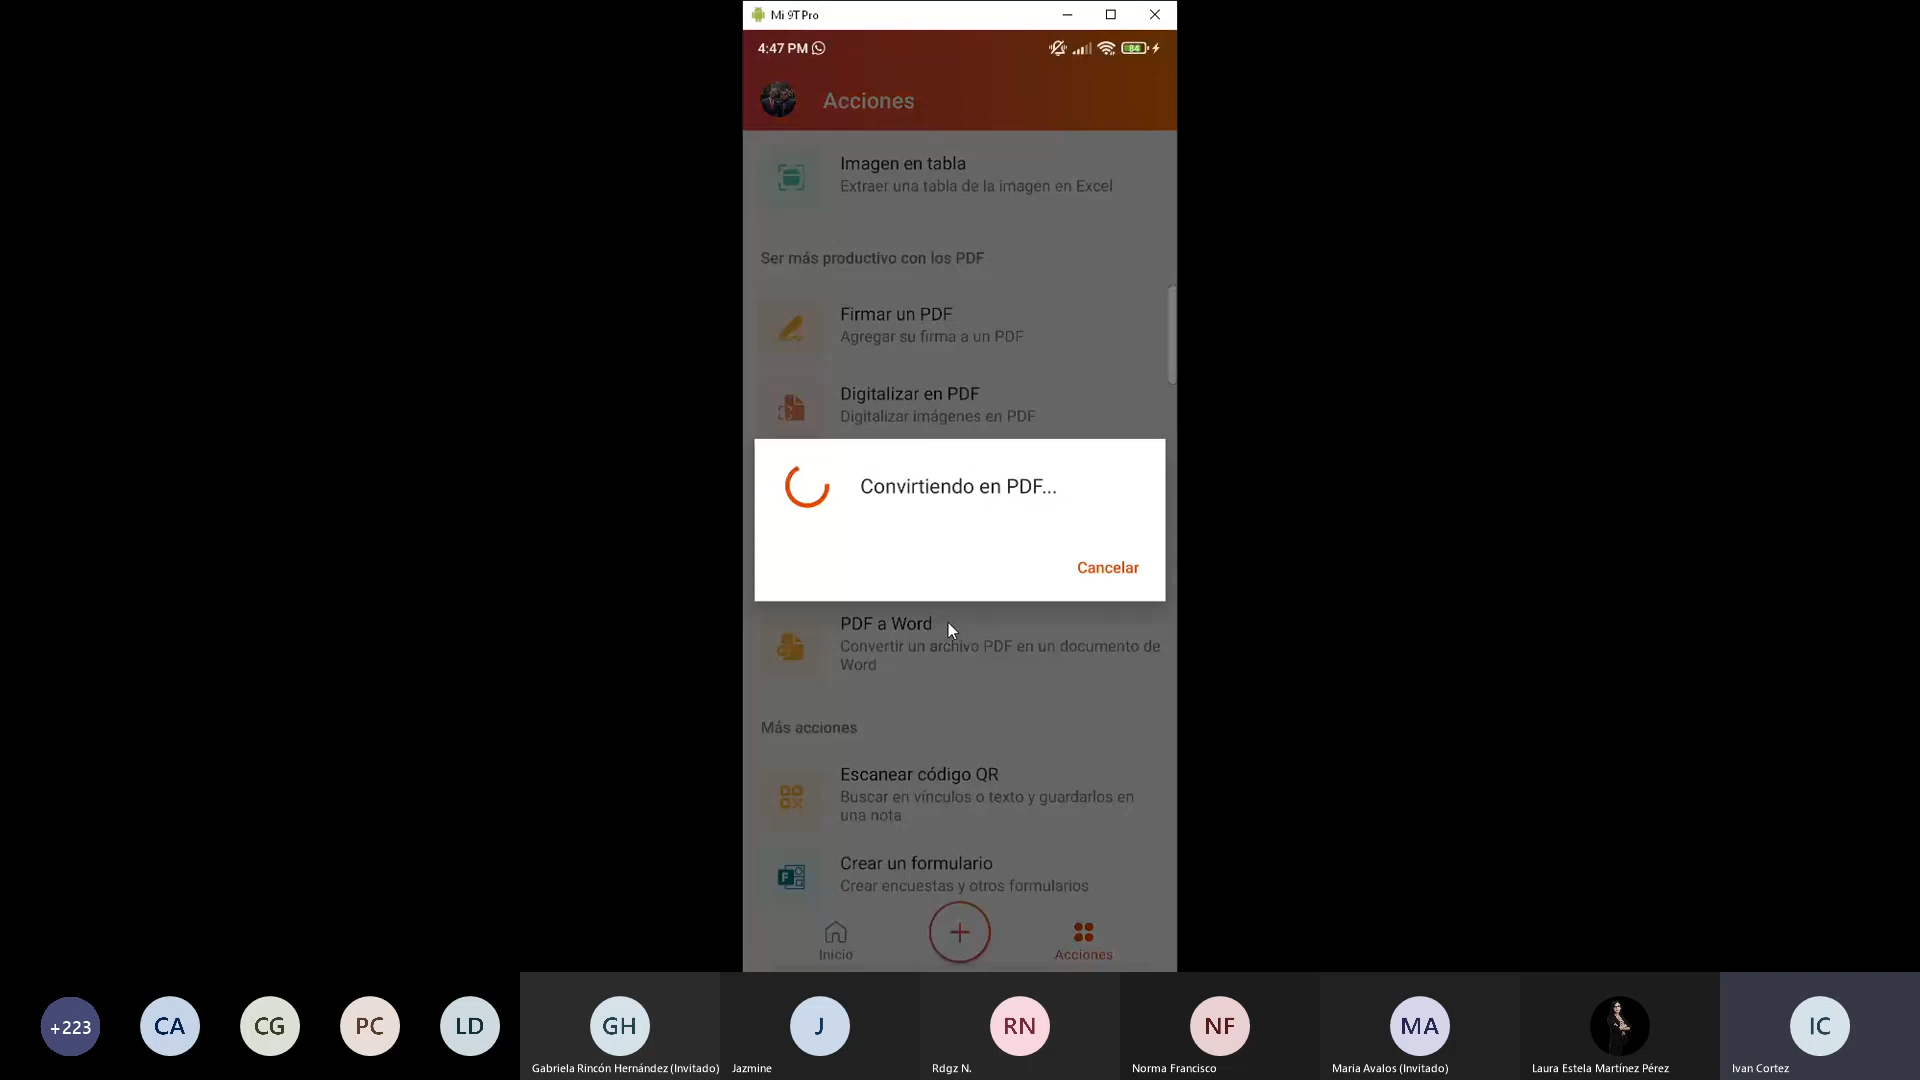 Mi 9T Pro
4:47 PM
84
Acciones
Imagen en tabla
Extraer una tabla de la imagen en Excel
Ser más productivo con los PDF
Firmar un PDF
Agregar su firma a un PDF
Digitalizar en PDF
Digitalizar imágenes en PDF
Convirtiendo en PDF...
Cancelar
PDF a Word
Convertir un archivo PDF en un documento de
Word
Más acciones
Escanear código QR
Buscar en vínculos o texto y guardarlos en
una nota
Crear un formulario
Crear encuestas y otros formularios
Inicio
Acciones
+223
CA
CG
PC
LD
GH
J
RN
NF
MA
IC
Gabriela Rincón Hernández (Invitado)
Jazmine
Rdgz N.
Norma Francisco
Maria Avalos (Invitado)
Laura Estela Martínez Pérez
Ivan Cortez